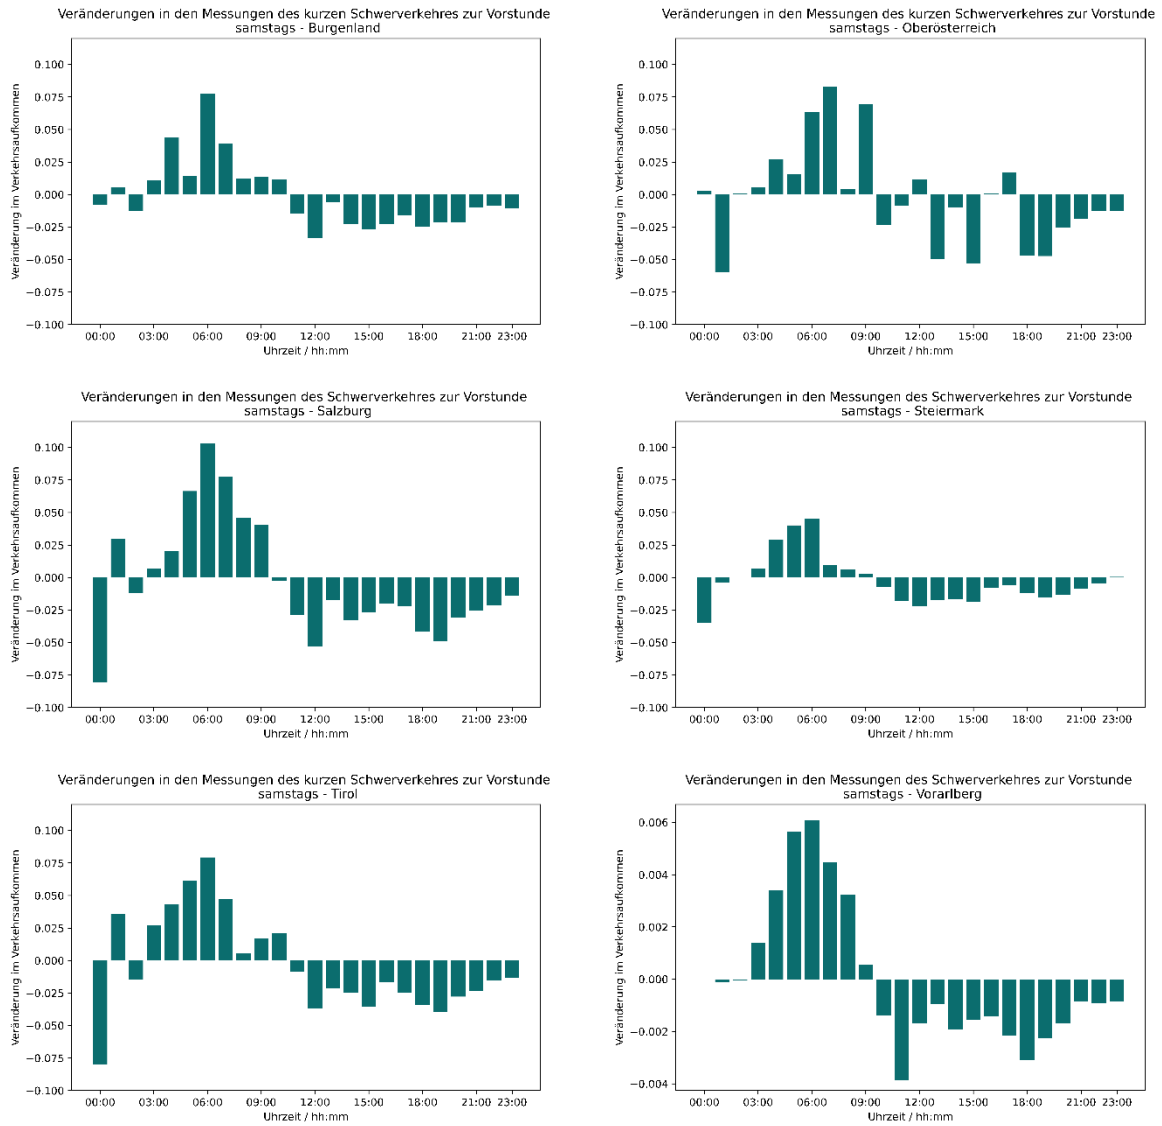 Veränderungen in den Messungen des kurzen Schwerverkehres zur Vorstunde
samstags - Burgenland
Veränderung im Verkehrsaufkommen
0.100
0.075
0.050
0.025
0.000
−0.025
−0.050
−0.075
−0.100
00:00 03:00 06:00 09:00 12:00 15:00 18:00 21:00 23:00
Uhrzeit / hh:mm
Veränderungen in den Messungen des kurzen Schwerverkehres zur Vorstunde
samstags - Oberösterreich
Veränderung im Verkehrsaufkommen
0.100
0.075
0.050
0.025
0.000
−0.025
−0.050
−0.075
−0.100
00:00 03:00 06:00 09:00 12:00 15:00 18:00 21:00 23:00
Uhrzeit / hh:mm
Veränderungen in den Messungen des Schwerverkehres zur Vorstunde
samstags - Salzburg
Veränderung im Verkehrsaufkommen
0.100
0.075
0.050
0.025
0.000
−0.025
−0.050
−0.075
−0.100
00:00 03:00 06:00 09:00 12:00 15:00 18:00 21:00 23:00
Uhrzeit / hh:mm
Veränderungen in den Messungen des Schwerverkehres zur Vorstunde
samstags - Steiermark
Veränderung im Verkehrsaufkommen
0.100
0.075
0.050
0.025
0.000
−0.025
−0.050
−0.075
−0.100
00:00 03:00 06:00 09:00 12:00 15:00 18:00 21:00 23:00
Uhrzeit / hh:mm
Veränderungen in den Messungen des kurzen Schwerverkehres zur Vorstunde
samstags - Tirol
Veränderung im Verkehrsaufkommen
0.100
0.075
0.050
0.025
0.000
−0.025
−0.050
−0.075
−0.100
00:00 03:00 06:00 09:00 12:00 15:00 18:00 21:00 23:00
Uhrzeit / hh:mm
Veränderungen in den Messungen des Schwerverkehres zur Vorstunde
samstags - Vorarlberg
Veränderung im Verkehrsaufkommen
0.006
0.004
0.002
0.000
−0.002
−0.004
00:00 03:00 06:00 09:00 12:00 15:00 18:00 21:00 23:00
Uhrzeit / hh:mm